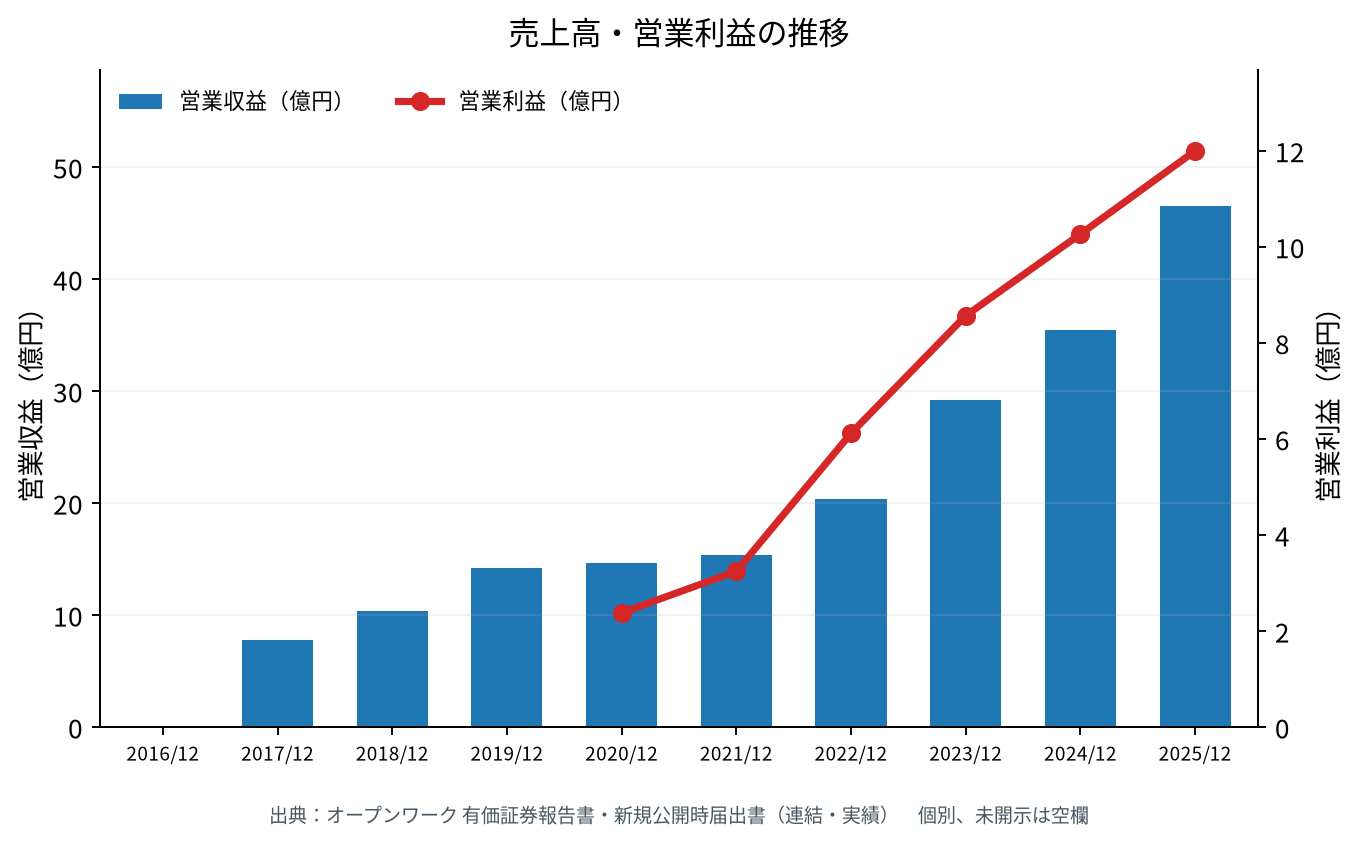 売上高・営業利益の推移
営業収益（億円）
営業利益（億円）
50
40
30
20
10
0
営業収益（億円）
12
10
8
6
4
2
0
営業利益（億円）
2016/12 2017/12 2018/12 2019/12 2020/12 2021/12 2022/12 2023/12 2024/12 2025/12
出典：オープンワーク 有価証券報告書・新規公開時届出書（連結・実績）　個別、未開示は空欄